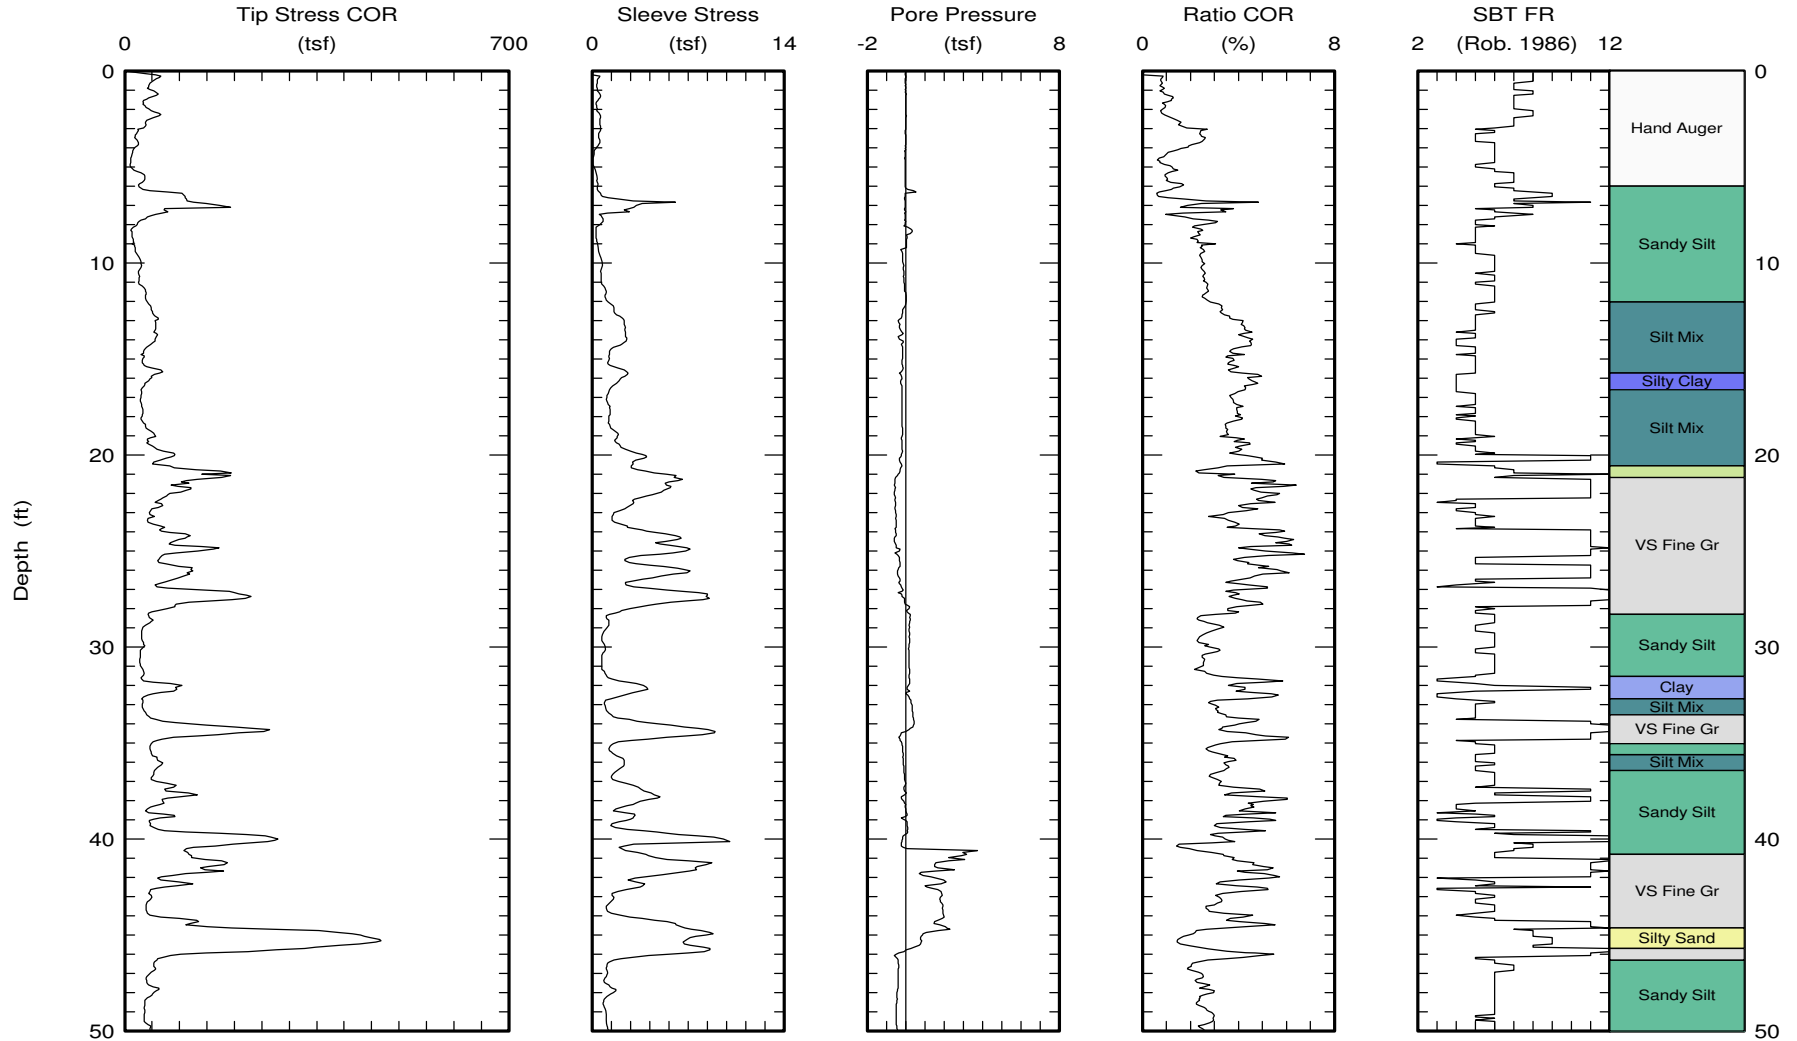 Tip Stress COR Sleeve Stress Pore Pressure Ratio COR SBT FR
0 (tsf) 700 0 (tsf) 14 -2 (tsf) 8 0 (%) 8 2 (Rob. 1986) 12
0 0
Hand Auger
Sandy Silt
10 10
Silt Mix
Silty Clay
Silt Mix
20 20
Depth (ft)
VS Fine Gr
30 Sandy Silt 30
Clay
Silt Mix
VS Fine Gr
Silt Mix
Sandy Silt
40 40
VS Fine Gr
Silty Sand
Sandy Silt
50 50